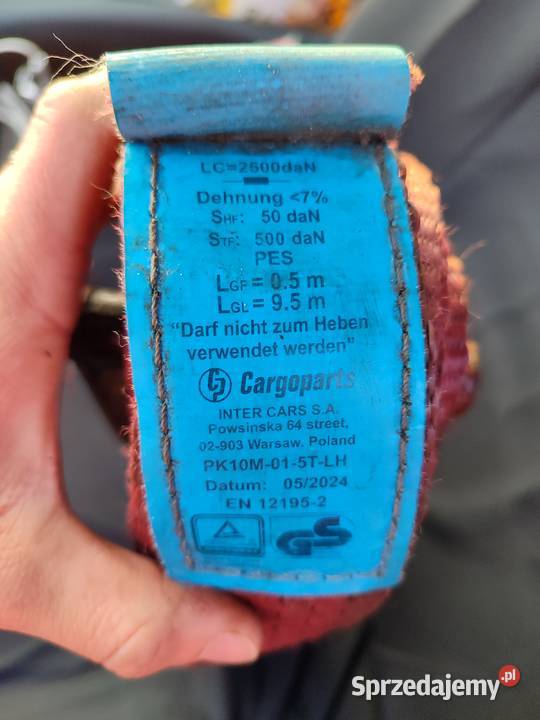 LC=2500daN
Dehnung <7%
SHF: 50 daN
STF: 500 daN
PES
LGF = 0.5 m
LGL = 9.5 m
"Darf nicht zum Heben
verwendet werden"
Cargoparts
INTER CARS S.A.
Powsinska 64 street,
02-903 Warsaw. Poland
PK10M-01-5T-LH
Datum: 05/2024
EN 12195-2
GS
Sprzedajemy.pl